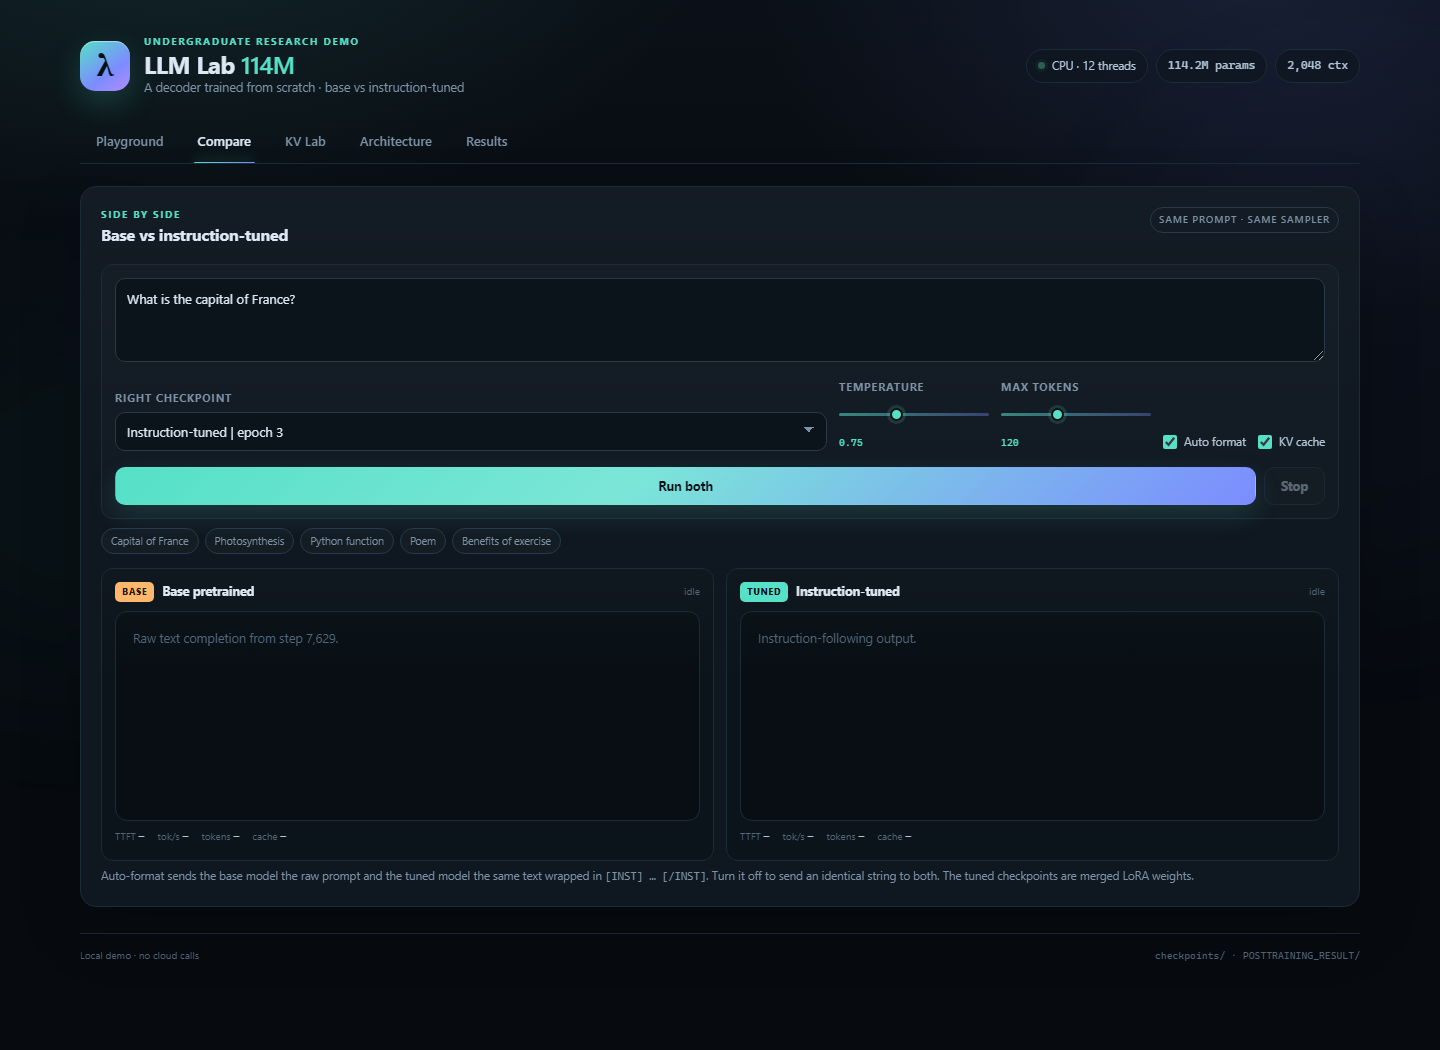 λ
UNDERGRADUATE RESEARCH DEMO
LLM Lab 114M
A decoder trained from scratch · base vs instruction-tuned
CPU · 12 threads
114.2M params
2,048 ctx
Playground
Compare
KV Lab
Architecture
Results
SIDE BY SIDE
Base vs instruction-tuned
SAME PROMPT · SAME SAMPLER
What is the capital of France?
RIGHT CHECKPOINT
Instruction-tuned | epoch 3
TEMPERATURE
0.75
MAX TOKENS
120
Auto format
KV cache
Run both
Stop
Capital of France
Photosynthesis
Python function
Poem
Benefits of exercise
BASE Base pretrained
idle
Raw text completion from step 7,629.
TTFT – tok/s – tokens – cache –
TUNED Instruction-tuned
idle
Instruction-following output.
TTFT – tok/s – tokens – cache –
Auto-format sends the base model the raw prompt and the tuned model the same text wrapped in [INST] … [/INST]. Turn it off to send an identical string to both. The tuned checkpoints are merged LoRA weights.
Local demo · no cloud calls
checkpoints/ · POSTTRAINING_RESULT/